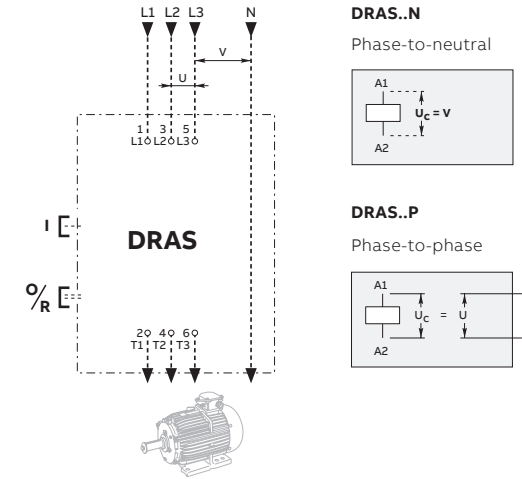 L1 L2 L3 N
V
U
1 3 5
L1 L2 L3
I
DRAS
O/R
2 4 6
T1 T2 T3
DRAS..N
Phase-to-neutral
A1
Uc = V
A2
DRAS..P
Phase-to-phase
A1
Uc = U
A2